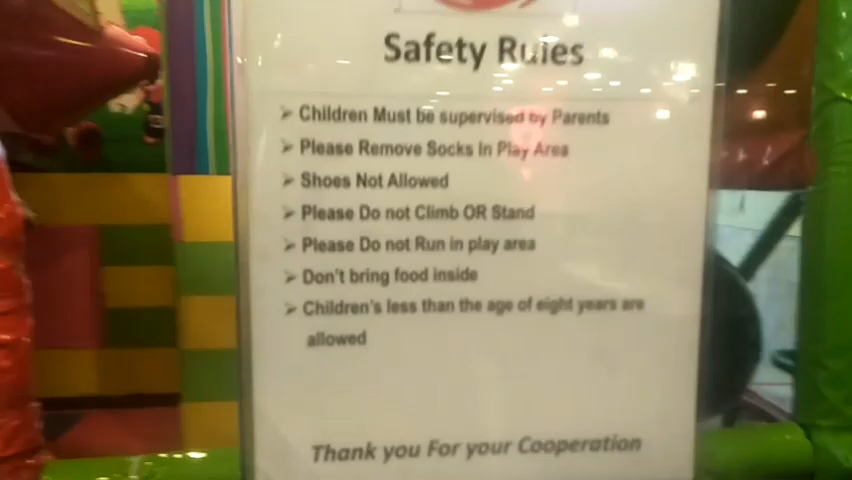 Safety Rules
➢ Children Must be supervised by Parents
➢ Please Remove Socks In Play Area
➢ Shoes Not Allowed
➢ Please Do not Climb OR Stand
➢ Please Do not Run in play area
➢ Don't bring food inside
➢ Children's less than the age of eight years are
allowed
Thank you For your Cooperation